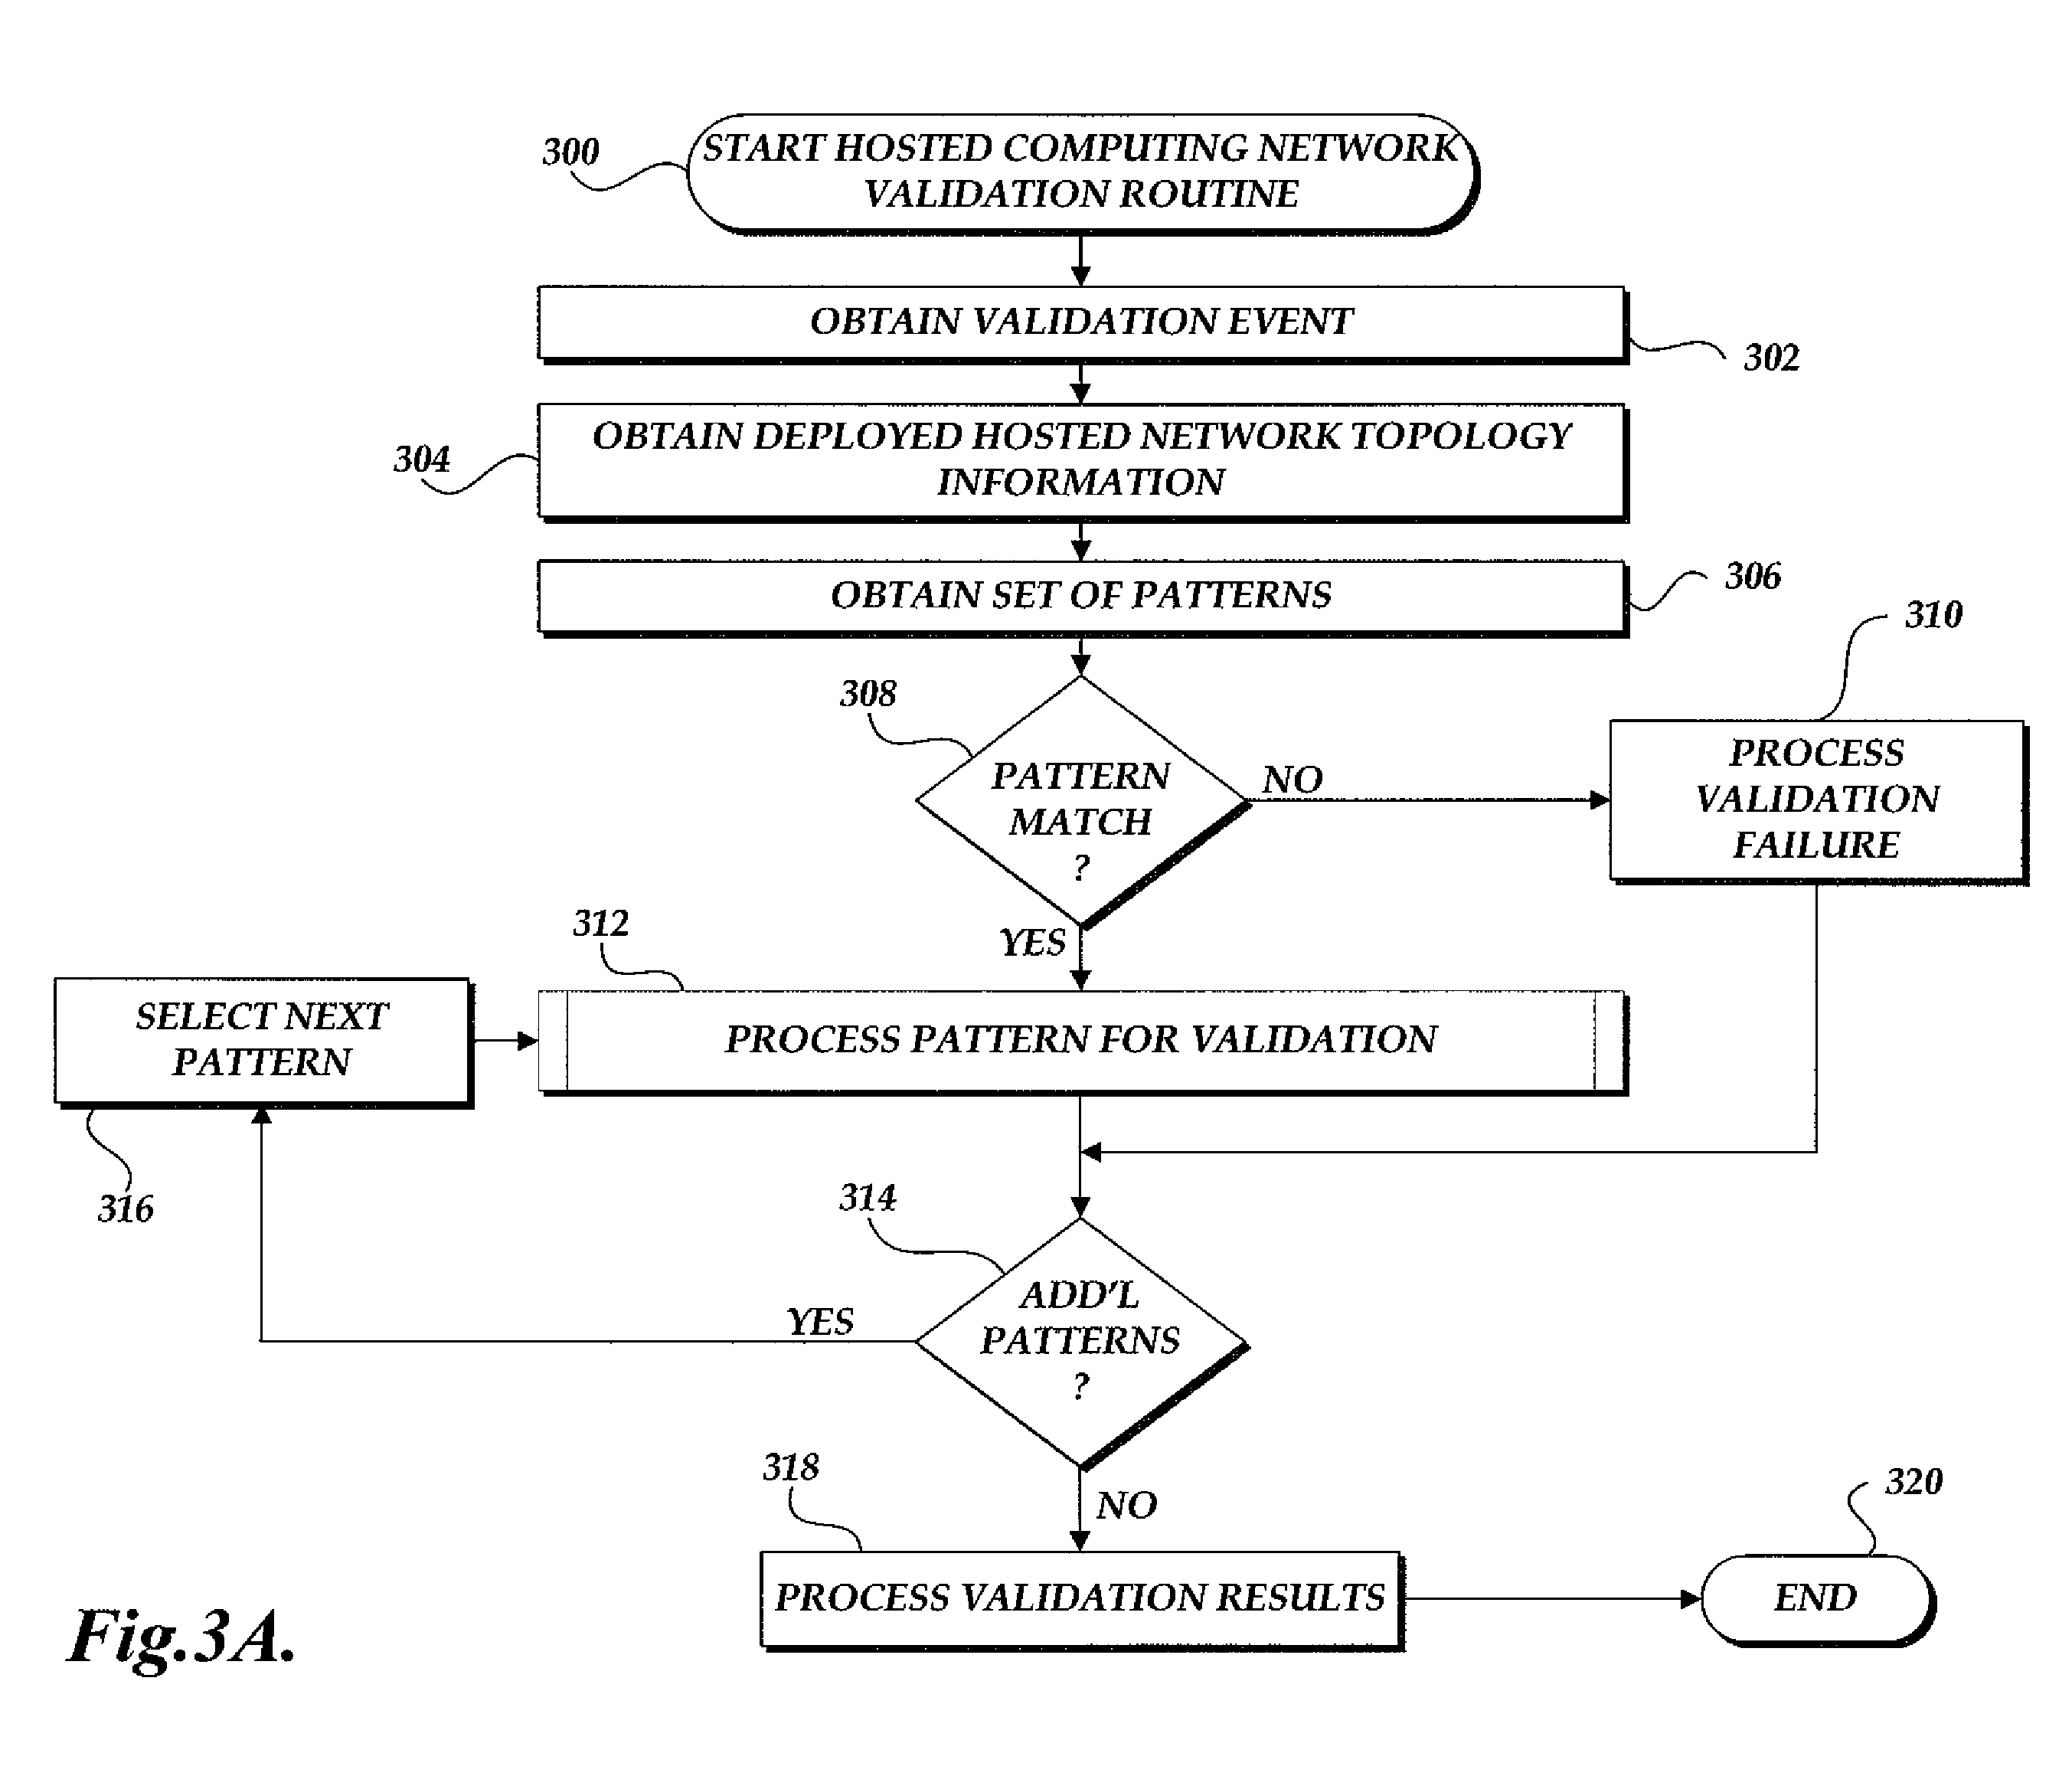 300
START HOSTED COMPUTING NETWORK
VALIDATION ROUTINE
OBTAIN VALIDATION EVENT
302
OBTAIN DEPLOYED HOSTED NETWORK TOPOLOGY
INFORMATION
304
OBTAIN SET OF PATTERNS
306
308
PATTERN
MATCH
?
NO
310
PROCESS
VALIDATION
FAILURE
YES
312
PROCESS PATTERN FOR VALIDATION
SELECT NEXT
PATTERN
316
314
ADD'L
PATTERNS
?
YES
NO
318
PROCESS VALIDATION RESULTS
320
END
Fig.3A.